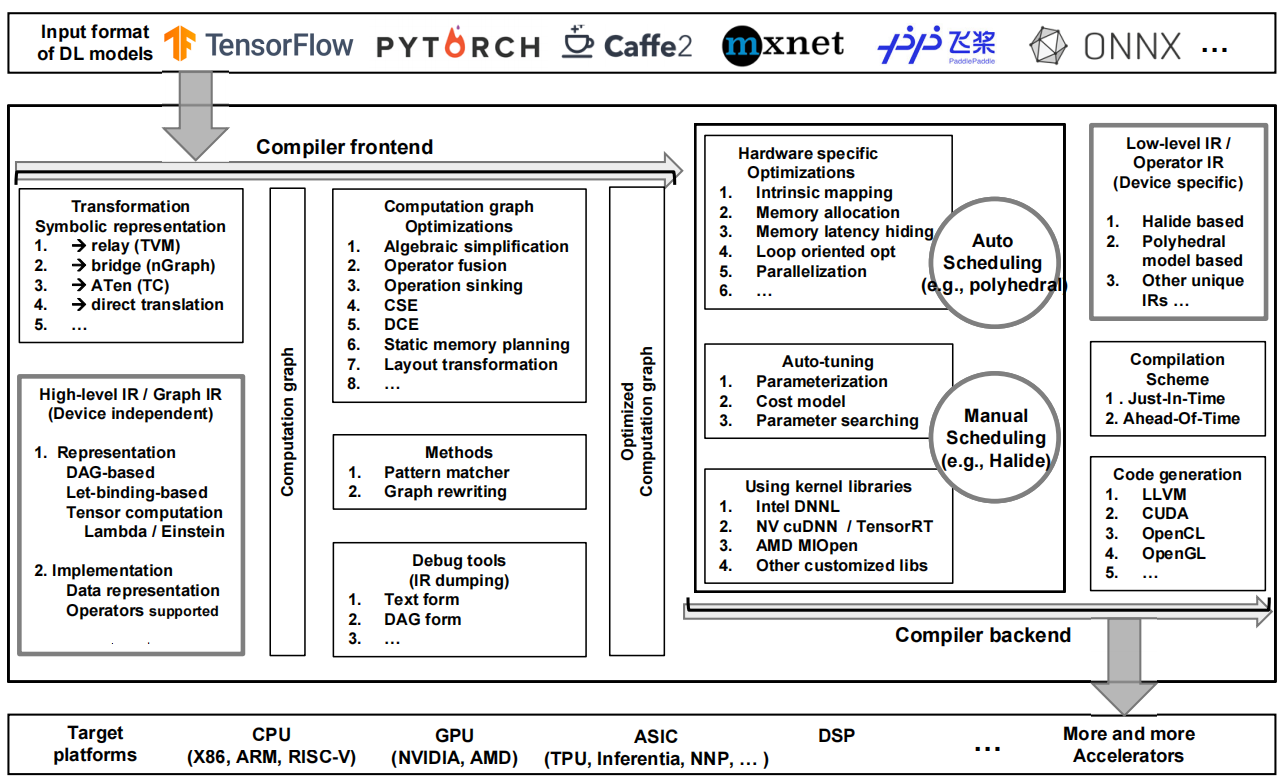 Input format
of DL models
TensorFlow
PYTORCH
Caffe2
mxnet
飞桨
PaddlePaddle
ONNX
...
Compiler frontend
Transformation
Symbolic representation
1. → relay (TVM)
2. → bridge (nGraph)
3. → ATen (TC)
4. → direct translation
5. ...
High-level IR / Graph IR
(Device independent)
1. Representation
DAG-based
Let-binding-based
Tensor computation
Lambda / Einstein
2. Implementation
Data representation
Operators supported
. .
Computation graph
Computation graph
Optimizations
1. Algebraic simplification
2. Operator fusion
3. Operation sinking
4. CSE
5. DCE
6. Static memory planning
7. Layout transformation
8. ...
Methods
1. Pattern matcher
2. Graph rewriting
Debug tools
(IR dumping)
1. Text form
2. DAG form
3. ...
Optimized
Computation graph
Hardware specific
Optimizations
1. Intrinsic mapping
2. Memory allocation
3. Memory latency hiding
4. Loop oriented opt
5. Parallelization
6. ...
Auto-tuning
1. Parameterization
2. Cost model
3. Parameter searching
Using kernel libraries
1. Intel DNNL
2. NV cuDNN / TensorRT
3. AMD MIOpen
4. Other customized libs
Auto
Scheduling
(e.g., polyhedral)
Manual
Scheduling
(e.g., Halide)
Low-level IR /
Operator IR
(Device specific)
1. Halide based
2. Polyhedral
model based
3. Other unique
IRs ...
Compilation
Scheme
1 . Just-In-Time
2. Ahead-Of-Time
Code generation
1. LLVM
2. CUDA
3. OpenCL
4. OpenGL
5. ...
Compiler backend
Target
platforms
CPU
(X86, ARM, RISC-V)
GPU
(NVIDIA, AMD)
ASIC
(TPU, Inferentia, NNP, ... )
DSP
...
More and more
Accelerators